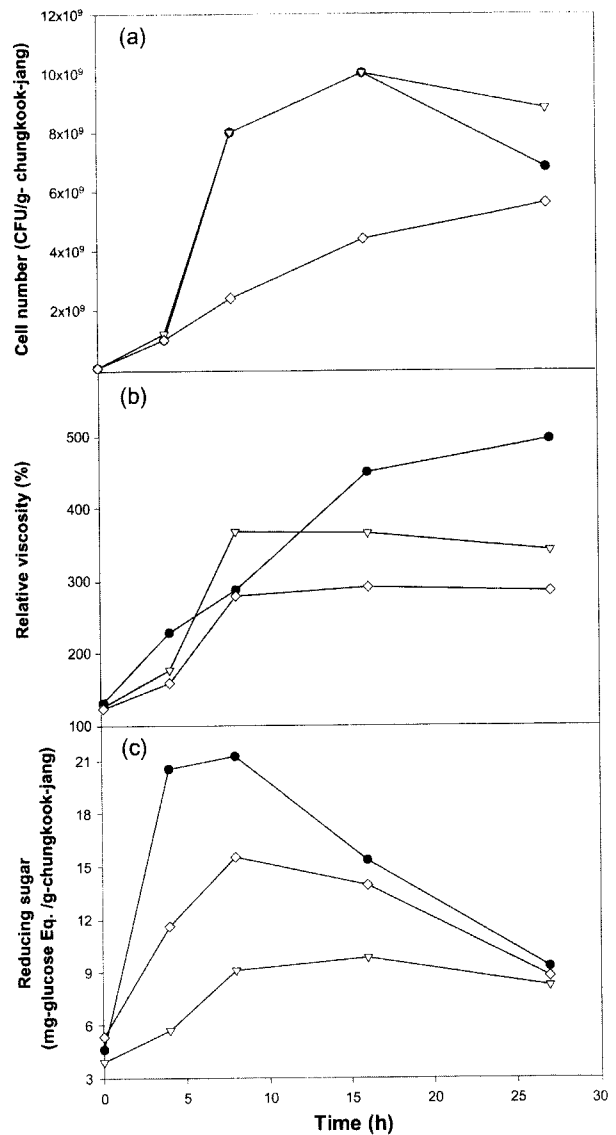 (a)
12x10⁹
10x10⁹
8x10⁹
6x10⁹
4x10⁹
2x10⁹
Cell number (CFU/g- chungkook-jang)
(b)
500
400
300
200
100
Relative viscosity (%)
(c)
21
18
15
12
9
6
3
Reducing sugar
(mg-glucose Eq. /g-chungkook-jang)
0 5 10 15 20 25 30
Time (h)